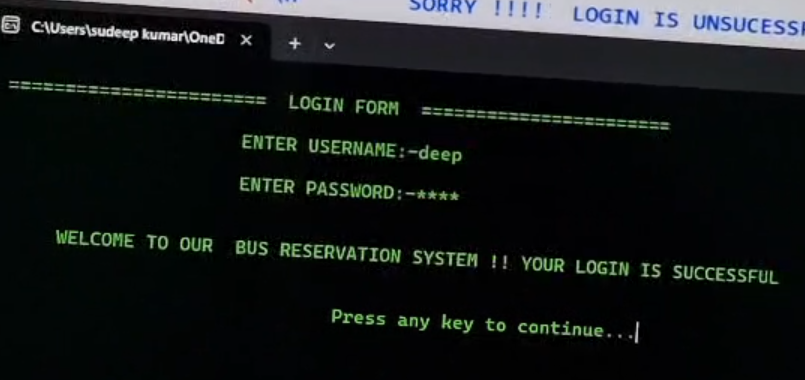 SORRY !!!! LOGIN IS UNSUCESSF
C:\Users\sudeep kumar\OneD
======================= LOGIN FORM ======================
ENTER USERNAME:-deep
ENTER PASSWORD:-****
WELCOME TO OUR BUS RESERVATION SYSTEM !! YOUR LOGIN IS SUCCESSFUL
Press any key to continue...